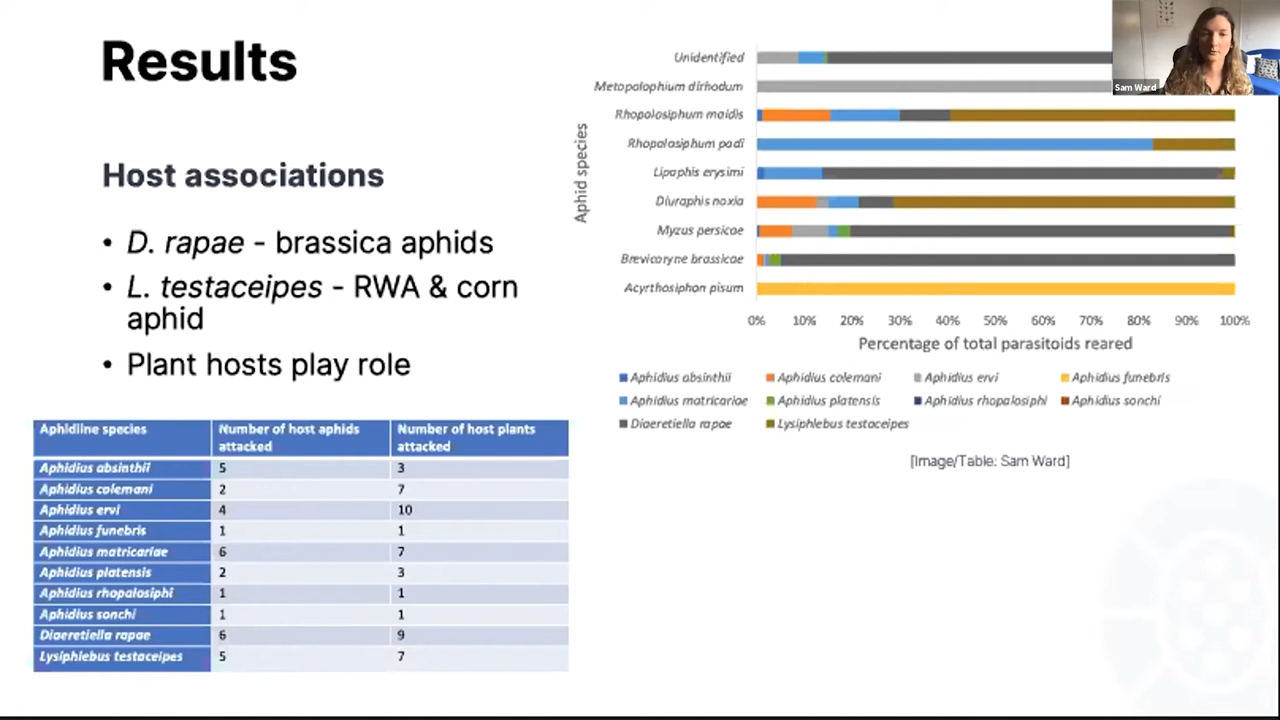 Results
Host associations
• D. rapae - brassica aphids
• L. testaceipes - RWA & corn
aphid
• Plant hosts play role
Aphidiine species Number of host aphids attacked Number of host plants attacked
Aphidius absinthii 5 3
Aphidius colemani 2 7
Aphidius ervi 4 10
Aphidius funebris 1 1
Aphidius matricariae 6 7
Aphidius platensis 2 3
Aphidius rhopalosiphi 1 1
Aphidius sonchi 1 1
Diaeretiella rapae 6 9
Lysiphlebus testaceipes 5 7
Aphid species
Unidentified
Metopolophium dirhodum
Rhopolosiphum maidis
Rhopalosiphum padi
Lipaphis erysimi
Diuraphis noxia
Myzus persicae
Brevicoryne brassicae
Acyrthosiphon pisum
0% 10% 20% 30% 40% 50% 60% 70% 80% 90% 100%
Percentage of total parasitoids reared
Aphidius absinthii Aphidius colemani Aphidius ervi Aphidius funebris
Aphidius matricariae Aphidius platensis Aphidius rhopalosiphi Aphidius sonchi
Diaeretiella rapae Lysiphlebus testaceipes
[Image/Table: Sam Ward]
Sam Ward